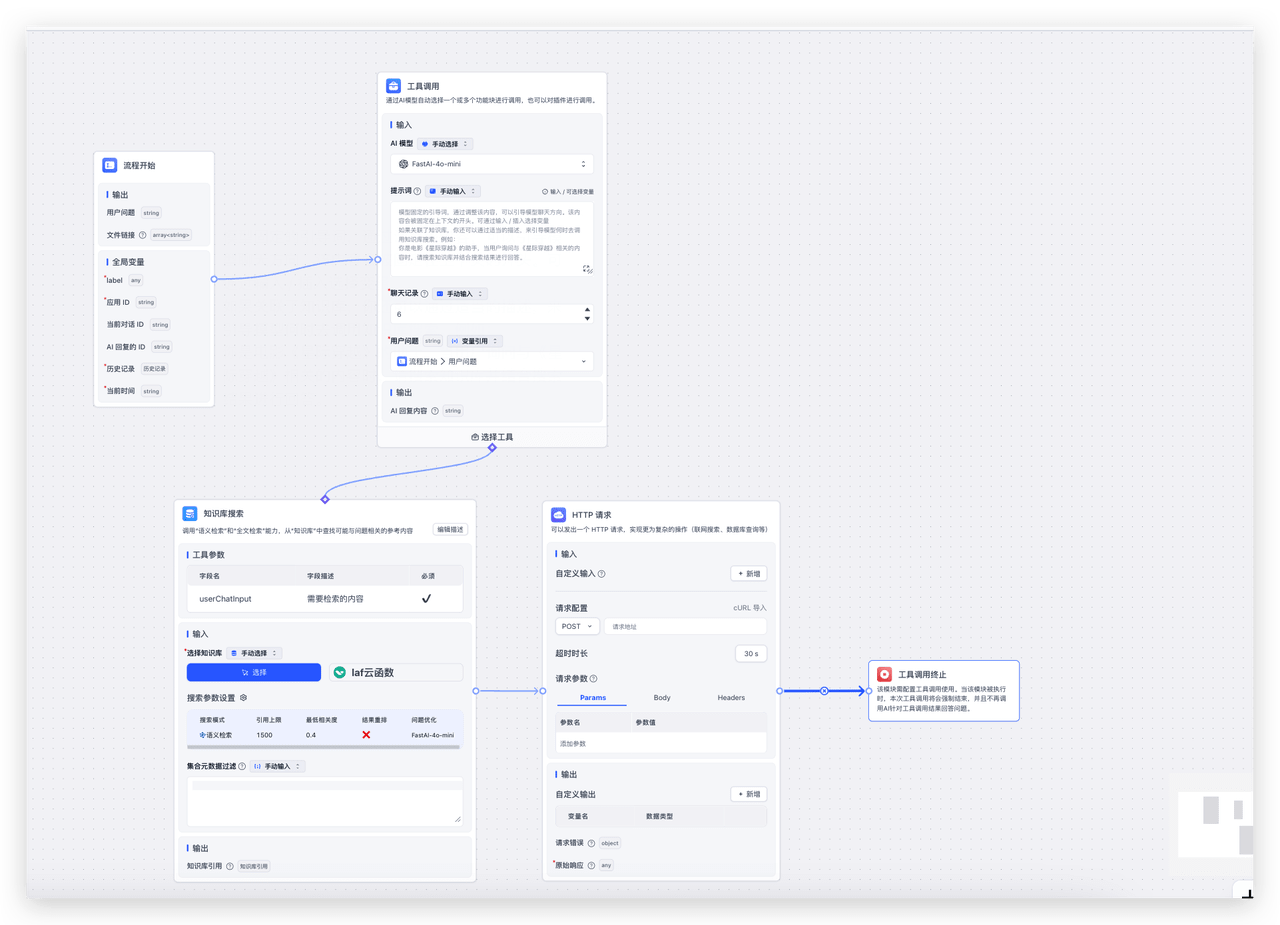 工具调用
通过AI模型自动选择一个或多个功能块进行调用，也可以对插件进行调用。
输入
AI 模型 手动选择
FastAI-4o-mini
提示词 手动输入 输入 / 可选择变量
模型固定的引导词，通过调整该内容，可以引导模型聊天方向。该内
容会被固定在上下文的开头。可通过输入 / 插入选择变量
如果关联了知识库，你还可以通过适当的描述，来引导模型何时去调
用知识库搜索。例如：
你是电影《星际穿越》的助手，当用户询问与《星际穿越》相关的内
容时，请搜索知识库并结合搜索结果进行回答。
*聊天记录 手动输入
6
*用户问题 string 变量引用
流程开始 > 用户问题
输出
AI 回复内容 string
选择工具
流程开始
输出
用户问题 string
文件链接 array<string>
全局变量
*label any
*应用 ID string
当前对话 ID string
AI 回复的 ID string
*历史记录 历史记录
*当前时间 string
知识库搜索
调用"语义检索"和"全文检索"能力，从"知识库"中查找可能与问题相关的参考内容 编辑描述
工具参数
字段名 字段描述 必须
userChatInput 需要检索的内容 ✓
输入
*选择知识库 手动选择
选择 laf云函数
搜索参数设置
搜索模式 引用上限 最低相关度 结果重排 问题优化
语义检索 1500 0.4 ❌ FastAI-4o-mini
集合元数据过滤 手动输入
输出
知识库引用 知识库引用
HTTP 请求
可以发出一个 HTTP 请求，实现更为复杂的操作（联网搜索、数据库查询等）
输入
自定义输入 + 新增
请求配置 cURL 导入
POST 请求地址
超时时长 30 s
请求参数
Params Body Headers
参数名 参数值
添加参数
输出
自定义输出 + 新增
变量名 数据类型
请求错误 object
*原始响应 any
工具调用终止
该模块需配置工具调用使用。当该模块被执行
时，本次工具调用将会强制结束，并且不再调
用AI针对工具调用结果回答问题。